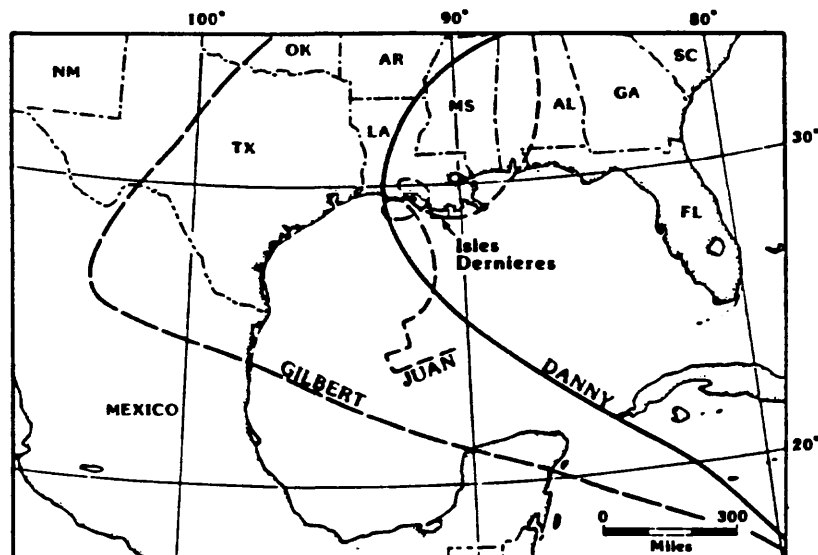 100°
90°
80°
NM
OK
AR
SC
MS
AL
GA
TX
LA
30°
FL
Isles
Dernieres
JUAN
GILBERT
DANNY
MEXICO
20°
0
300
Miles